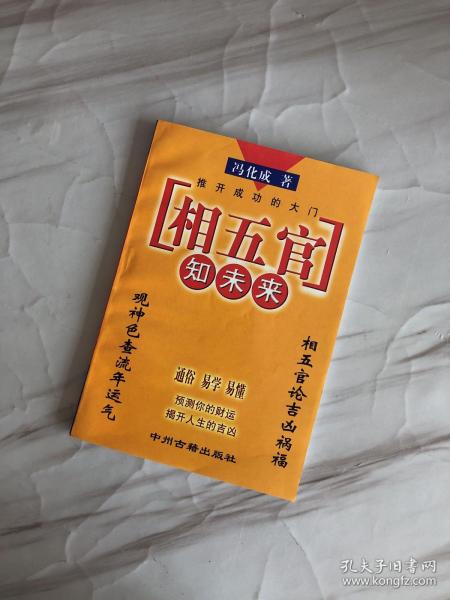 冯化成 著
推开成功的大门
[相五官]
知未来
观神色查流年运气
相五官论吉凶祸福
通俗 易学 易懂
预测你的财运
揭开人生的吉凶
中州古籍出版社
孔夫子旧书网
www.kongfz.com